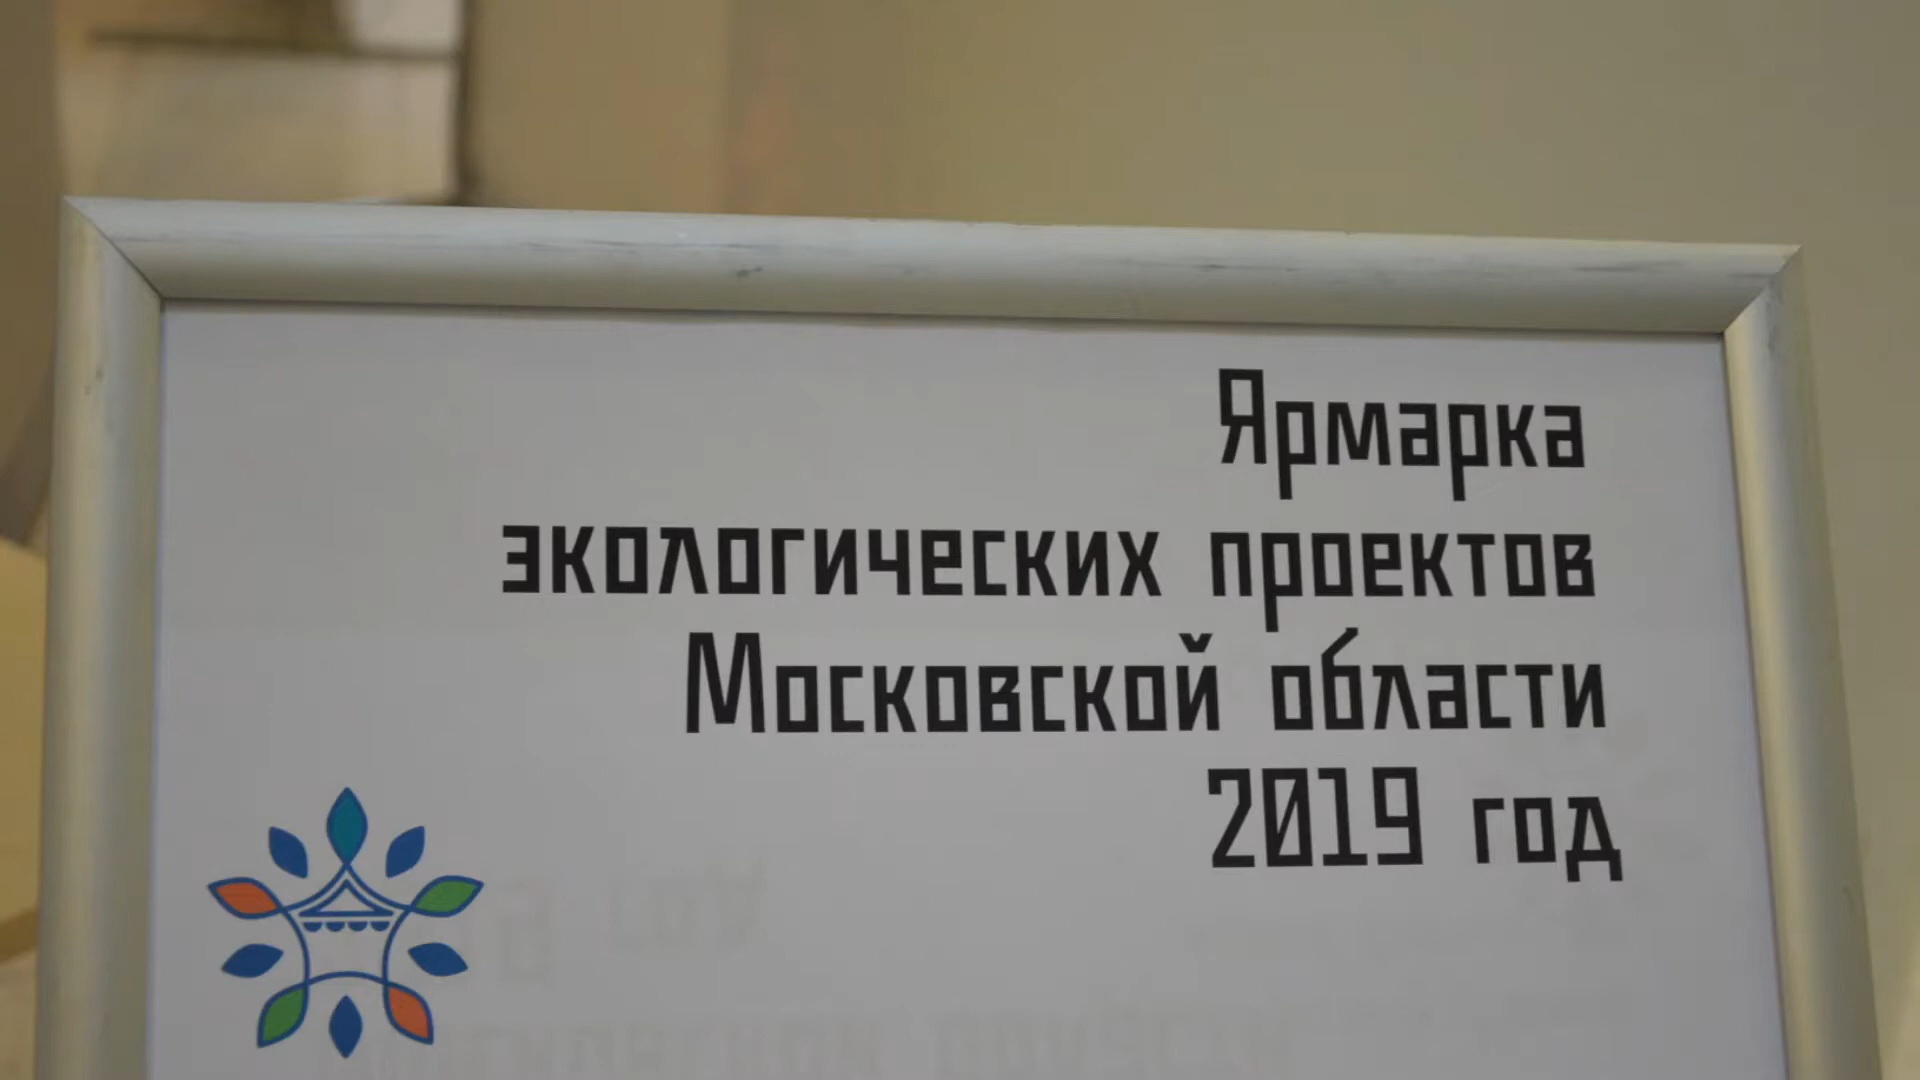 Ярмарка
экологических проектов
Московской области
2019 год